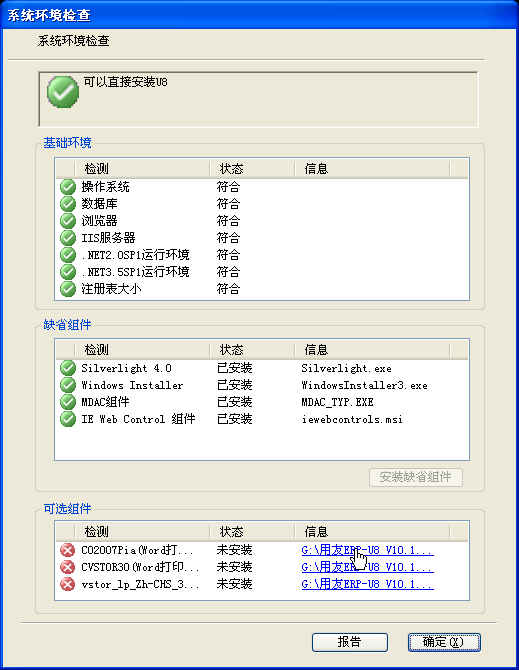 系统环境检查
系统环境检查
可以直接安装U8
基础环境
检测 状态 信息
操作系统 符合
数据库 符合
浏览器 符合
IIS服务器 符合
.NET2.0SP1运行环境 符合
.NET3.5SP1运行环境 符合
注册表大小 符合
缺省组件
检测 状态 信息
Silverlight 4.0 已安装 Silverlight.exe
Windows Installer 已安装 WindowsInstaller3.exe
MDAC组件 已安装 MDAC_TYP.EXE
IE Web Control 组件 已安装 iewebcontrols.msi
安装缺省组件
可选组件
检测 状态 信息
CO2007Pia(Word打... 未安装 G:\用友ERP-U8 V10.1...
CVSTOR30(Word打印... 未安装 G:\用友ERP-U8 V10.1...
vstor_lp_Zh-CHS_3... 未安装 G:\用友ERP-U8 V10.1...
报告 确定(X)